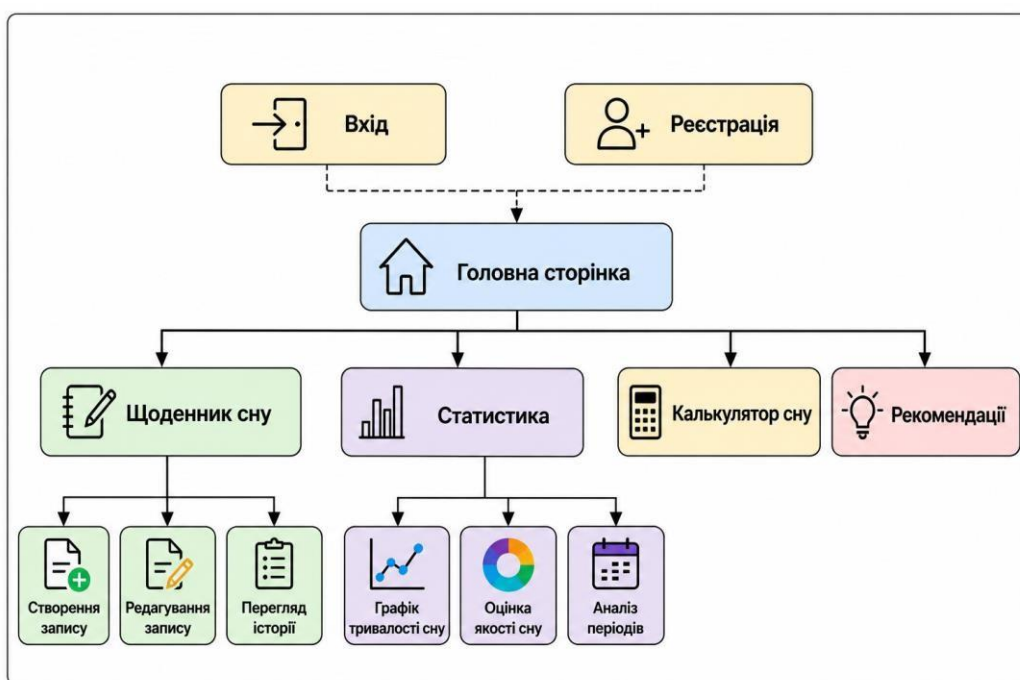 Вхід
Реєстрація
Головна сторінка
Щоденник сну
Статистика
Калькулятор сну
Рекомендації
Створення
запису
Редагування
запису
Перегляд
історії
Графік
тривалості сну
Оцінка
якості сну
Аналіз
періодів